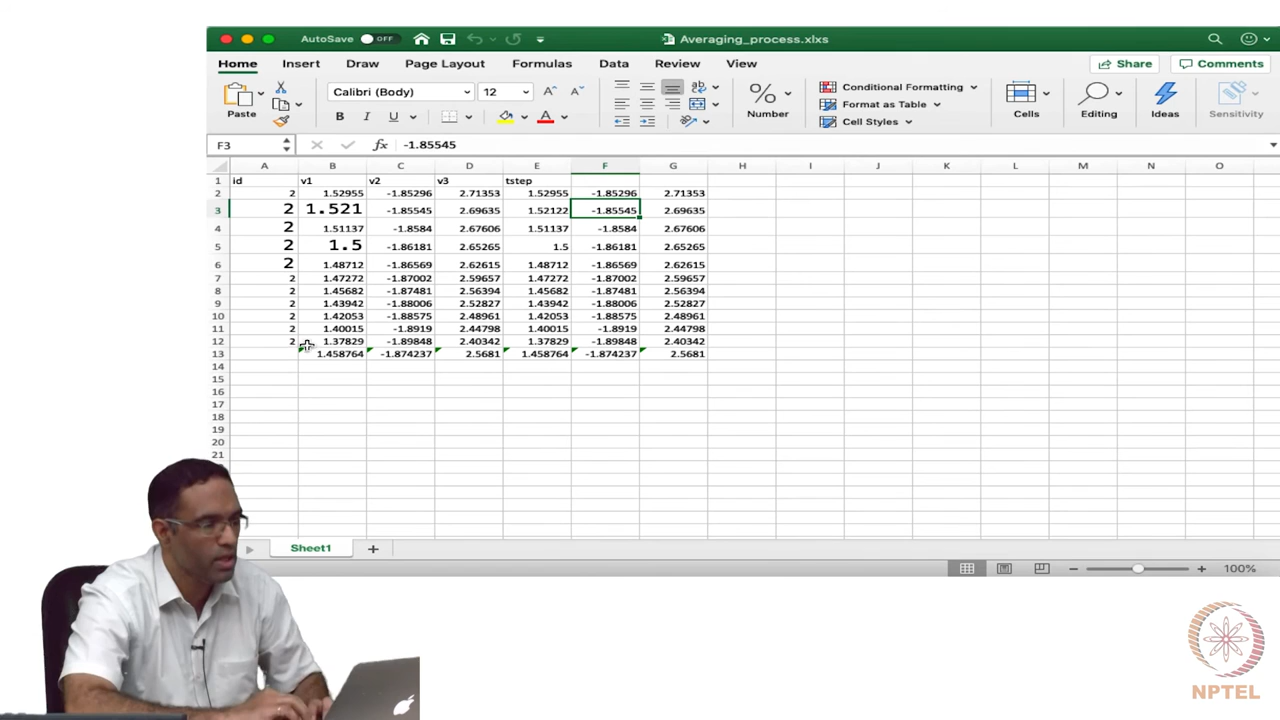 AutoSave OFF Averaging_process.xlxs
Home Insert Draw Page Layout Formulas Data Review View Share Comments
Paste Calibri (Body) 12 A A B I U A % Number Conditional Formatting Format as Table Cell Styles Cells Editing Ideas Sensitivity
F3 fx -1.85545
A B C D E F G H I J K L M N O
1 id v1 v2 v3 tstep
2 2 1.52955 -1.85296 2.71353 1.52955 -1.85296 2.71353
3 2 1.521 -1.85545 2.69635 1.52122 -1.85545 2.69635
4 2 1.51137 -1.8584 2.67606 1.51137 -1.8584 2.67606
5 2 1.5 -1.86181 2.65265 1.5 -1.86181 2.65265
6 2 1.48712 -1.86569 2.62615 1.48712 -1.86569 2.62615
7 2 1.47272 -1.87002 2.59657 1.47272 -1.87002 2.59657
8 2 1.45682 -1.87481 2.56394 1.45682 -1.87481 2.56394
9 2 1.43942 -1.88006 2.52827 1.43942 -1.88006 2.52827
10 2 1.42053 -1.88575 2.48961 1.42053 -1.88575 2.48961
11 2 1.40015 -1.8919 2.44798 1.40015 -1.8919 2.44798
12 2 1.37829 -1.89848 2.40342 1.37829 -1.89848 2.40342
13 1.458764 -1.874237 2.5681 1.458764 -1.874237 2.5681
14
15
16
17
18
19
20
21
Sheet1
100%
NPTEL